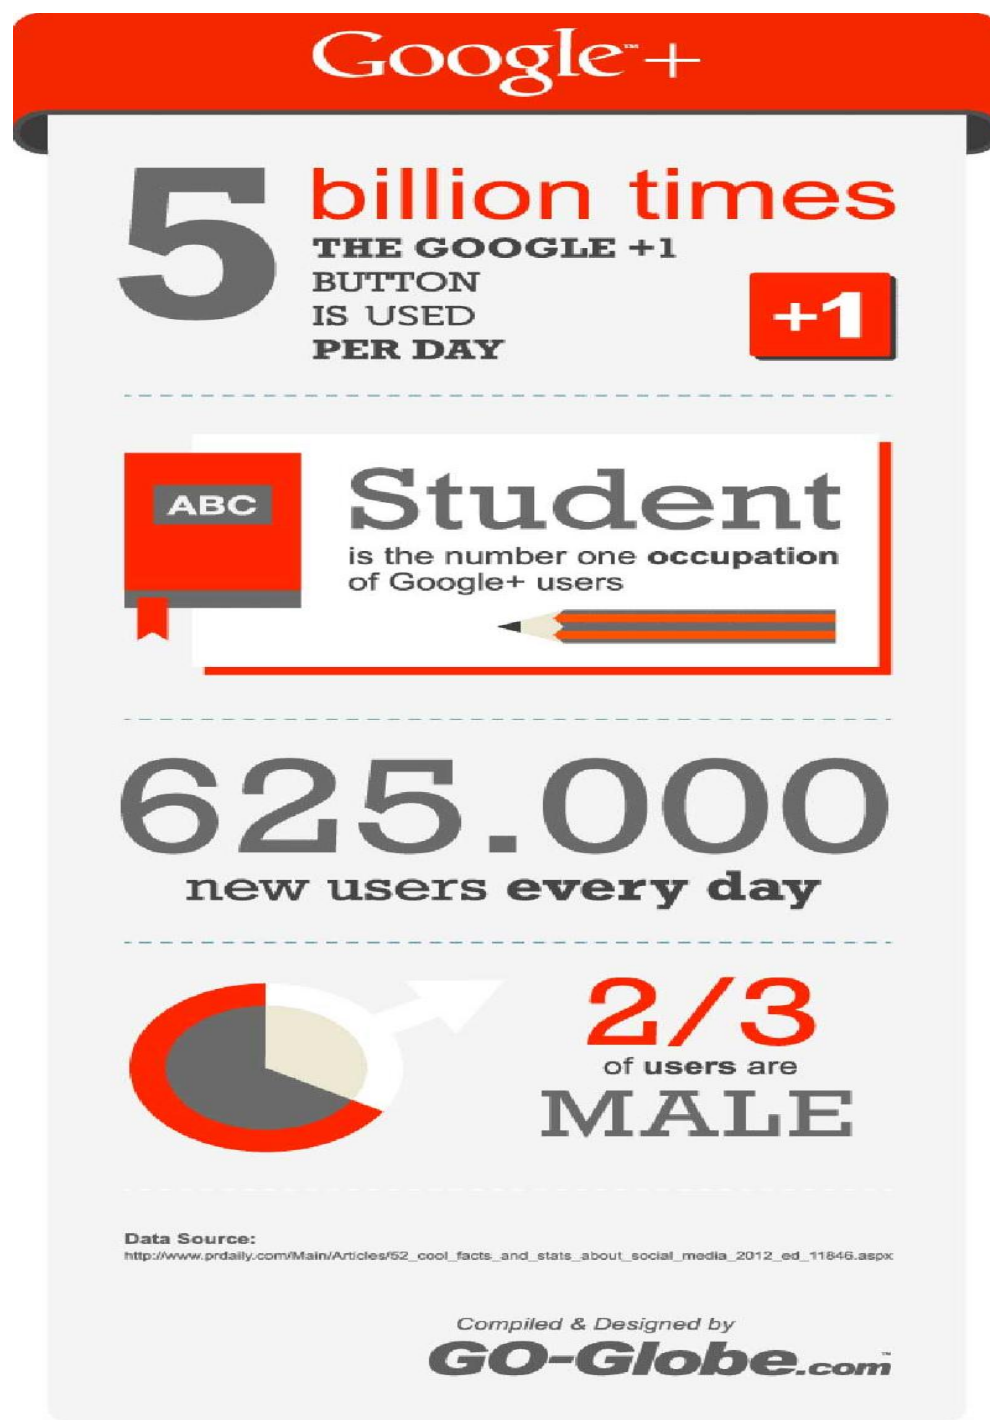 Google™+
5 billion times
THE GOOGLE +1
BUTTON
IS USED
PER DAY
+1
ABC
Student
is the number one occupation
of Google+ users
625.000
new users every day
2/3
of users are
MALE
Data Source:
http://www.prdaily.com/Main/Articles/52_cool_facts_and_stats_about_social_media_2012_ed_11846.aspx
Compiled & Designed by
GO-Globe.com™